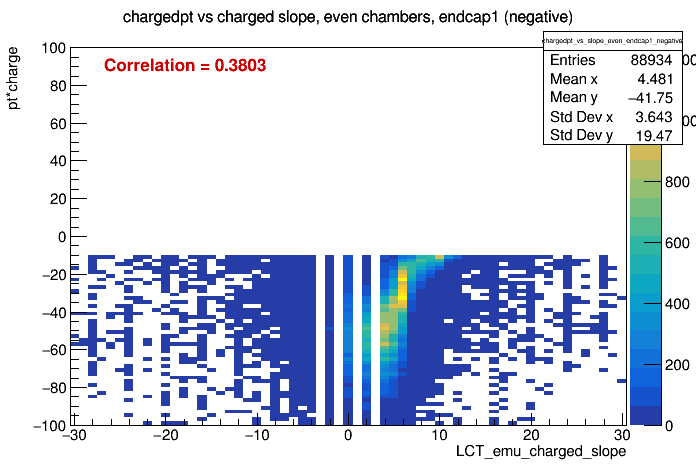 chargedpt vs charged slope, even chambers, endcap1 (negative)
chargedpt_vs_slope_even_endcap1_negative
Entries 88934
Mean x 4.481
Mean y −41.75
Std Dev x 3.643
Std Dev y 19.47
Correlation = 0.3803
pt*charge
100
80
60
40
20
0
−20
−40
−60
−80
−100
−30 −20 −10 0 10 20 30
LCT_emu_charged_slope
800
600
400
200
0